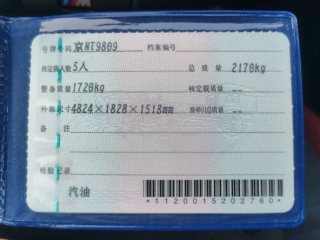 号牌号码 京NT9809 档案编号
核定载人数 5人 总质量 2170kg
整备质量 1720kg 核定载质量 --
外廓尺寸 4824×1828×1518mm 准牵引总质量 --
备注
检验记录
汽油
*1120015202760*